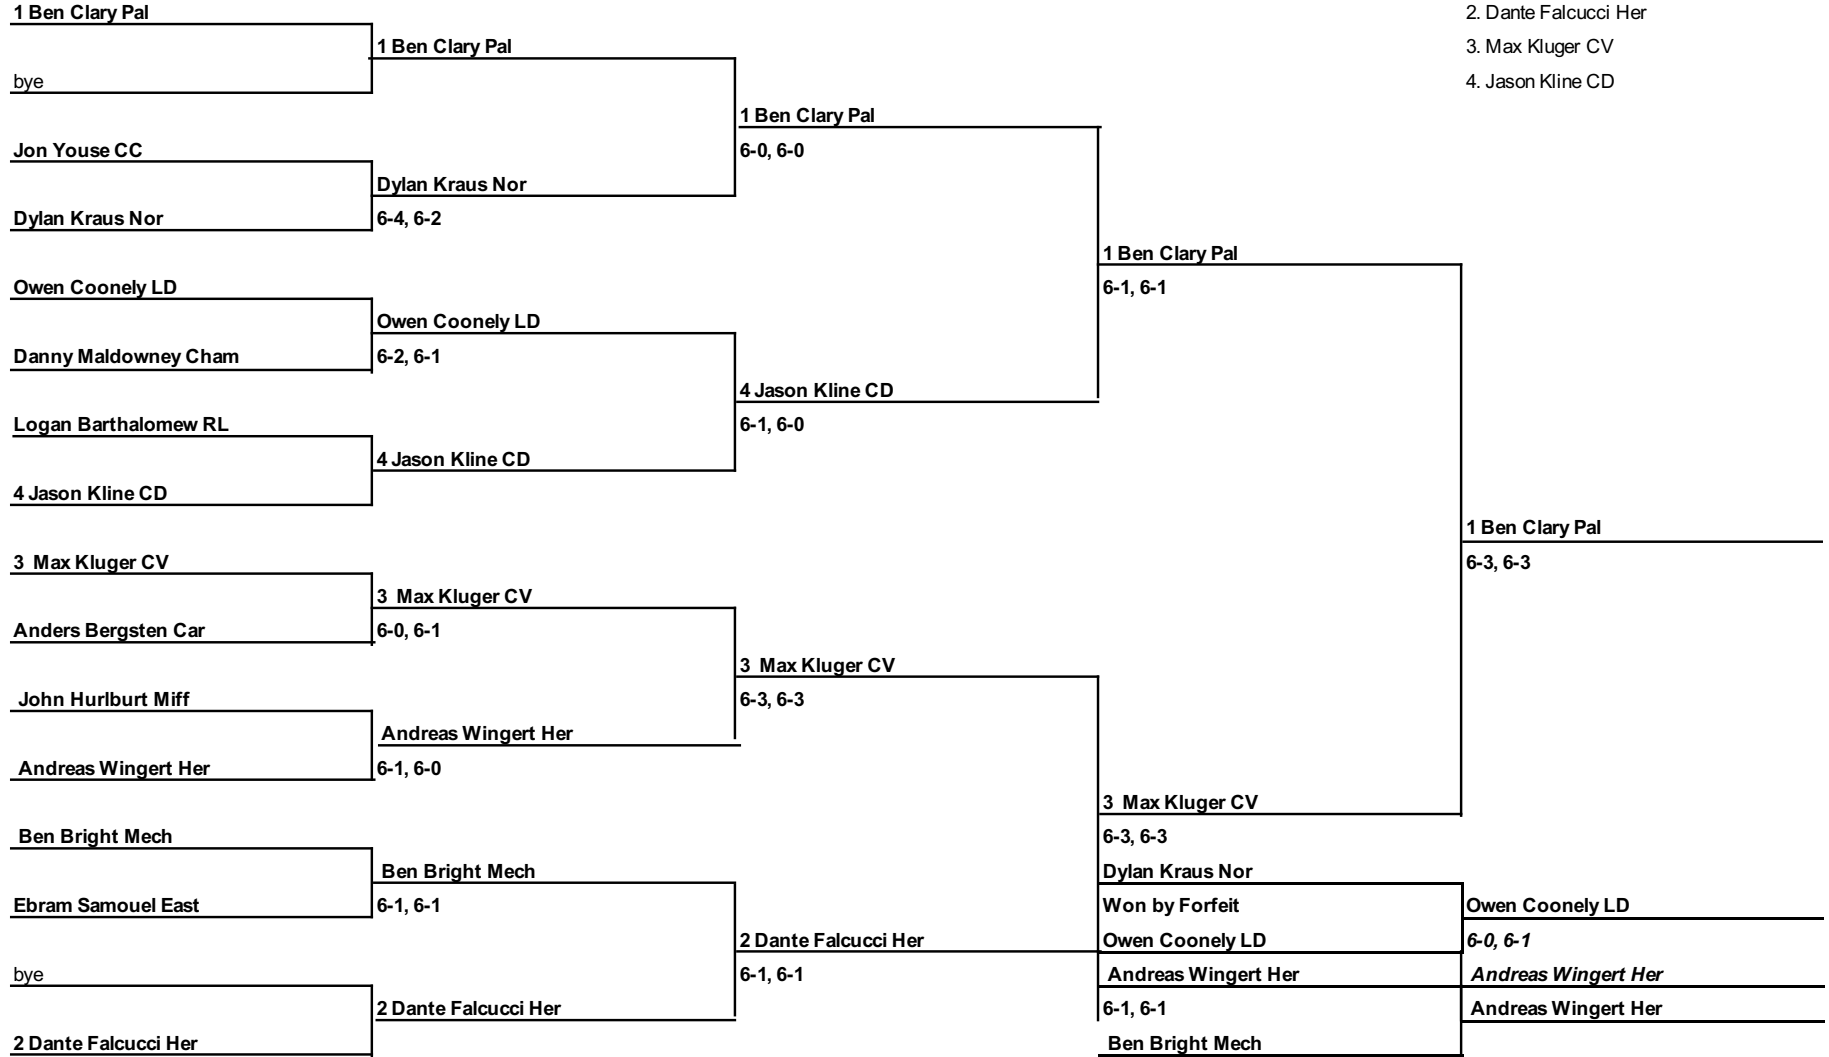 1 Ben Clary Pal
2. Dante Falcucci Her
1 Ben Clary Pal
3. Max Kluger CV
bye
4. Jason Kline CD
1 Ben Clary Pal
Jon Youse CC
6-0, 6-0
Dylan Kraus Nor
Dylan Kraus Nor
6-4, 6-2
1 Ben Clary Pal
Owen Coonely LD
6-1, 6-1
Owen Coonely LD
Danny Maldowney Cham
6-2, 6-1
4 Jason Kline CD
Logan Barthalomew RL
6-1, 6-0
4 Jason Kline CD
4 Jason Kline CD
1 Ben Clary Pal
3 Max Kluger CV
6-3, 6-3
3 Max Kluger CV
Anders Bergsten Car
6-0, 6-1
3 Max Kluger CV
John Hurlburt Miff
6-3, 6-3
Andreas Wingert Her
Andreas Wingert Her
6-1, 6-0
3 Max Kluger CV
Ben Bright Mech
6-3, 6-3
Ben Bright Mech
Dylan Kraus Nor
Ebram Samouel East
6-1, 6-1
Won by Forfeit
Owen Coonely LD
2 Dante Falcucci Her
Owen Coonely LD
6-0, 6-1
bye
6-1, 6-1
Andreas Wingert Her
Andreas Wingert Her
2 Dante Falcucci Her
6-1, 6-1
Andreas Wingert Her
2 Dante Falcucci Her
Ben Bright Mech